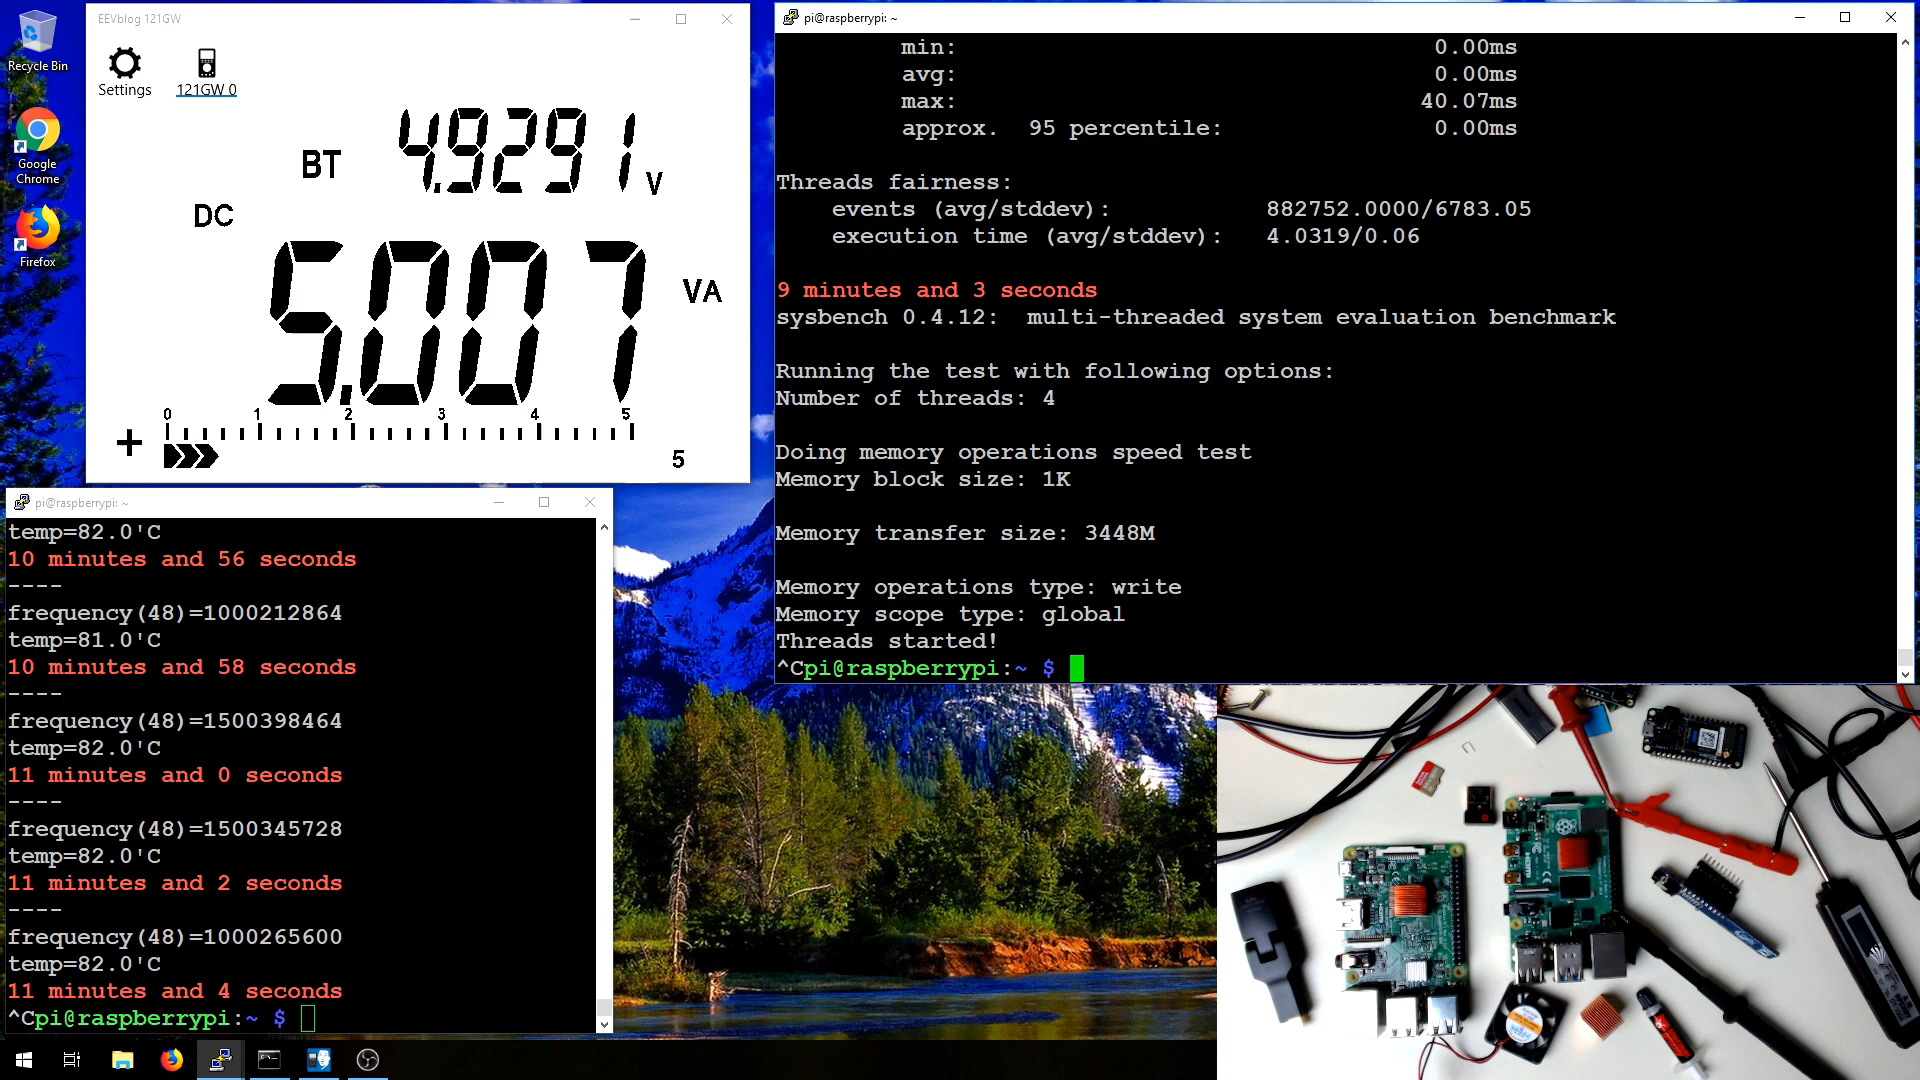 Recycle Bin
Google
Chrome
Firefox
EEVblog 121GW
Settings
121GW 0
BT 4.9291 V
DC
5.007 VA
0 1 2 3 4 5
+
5
pi@raspberrypi: ~
min: 0.00ms
avg: 0.00ms
max: 40.07ms
approx. 95 percentile: 0.00ms
Threads fairness:
events (avg/stddev): 882752.0000/6783.05
execution time (avg/stddev): 4.0319/0.06
9 minutes and 3 seconds
sysbench 0.4.12: multi-threaded system evaluation benchmark
Running the test with following options:
Number of threads: 4
Doing memory operations speed test
Memory block size: 1K
Memory transfer size: 3448M
Memory operations type: write
Memory scope type: global
Threads started!
^Cpi@raspberrypi:~ $
pi@raspberrypi: ~
temp=82.0'C
10 minutes and 56 seconds
----
frequency(48)=1000212864
temp=81.0'C
10 minutes and 58 seconds
----
frequency(48)=1500398464
temp=82.0'C
11 minutes and 0 seconds
----
frequency(48)=1500345728
temp=82.0'C
11 minutes and 2 seconds
----
frequency(48)=1000265600
temp=82.0'C
11 minutes and 4 seconds
^Cpi@raspberrypi:~ $